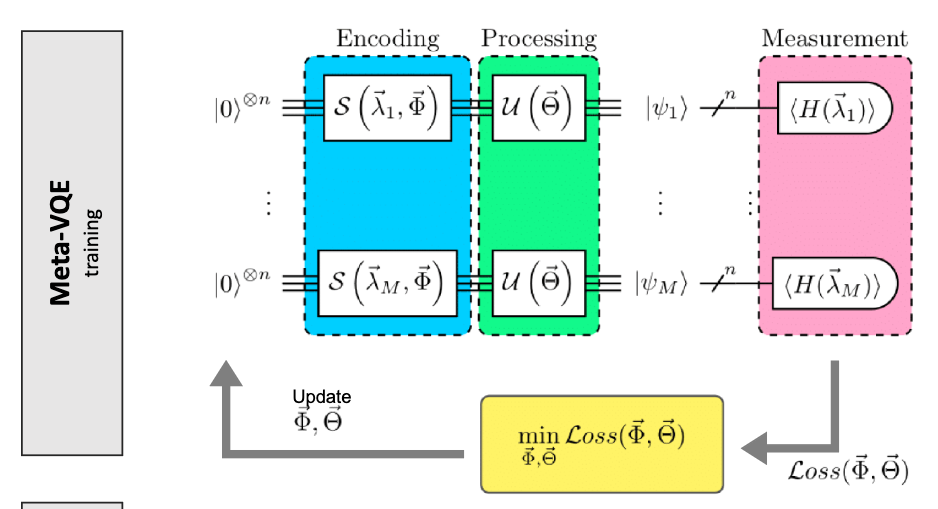 Meta-VQE
training
Encoding Processing Measurement
|0⟩^{⊗n} 𝒮(λ⃗₁, Φ⃗) 𝒰(Θ⃗) |ψ₁⟩ n ⟨H(λ⃗₁)⟩
⋮ ⋮ ⋮
|0⟩^{⊗n} 𝒮(λ⃗_M, Φ⃗) 𝒰(Θ⃗) |ψ_M⟩ n ⟨H(λ⃗_M)⟩
Update
Φ⃗, Θ⃗
min_{Φ⃗,Θ⃗} ℒoss(Φ⃗, Θ⃗)
ℒoss(Φ⃗, Θ⃗)